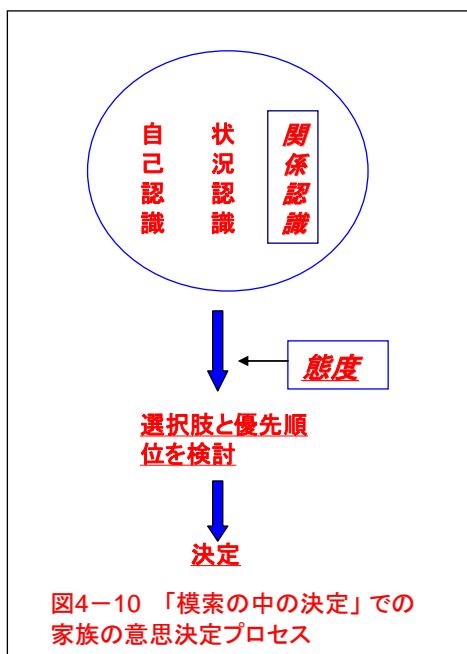 関係認識
状況認識
自己認識
態度
選択肢と優先順
位を検討
決定
図4－10　「模索の中の決定」での
家族の意思決定プロセス